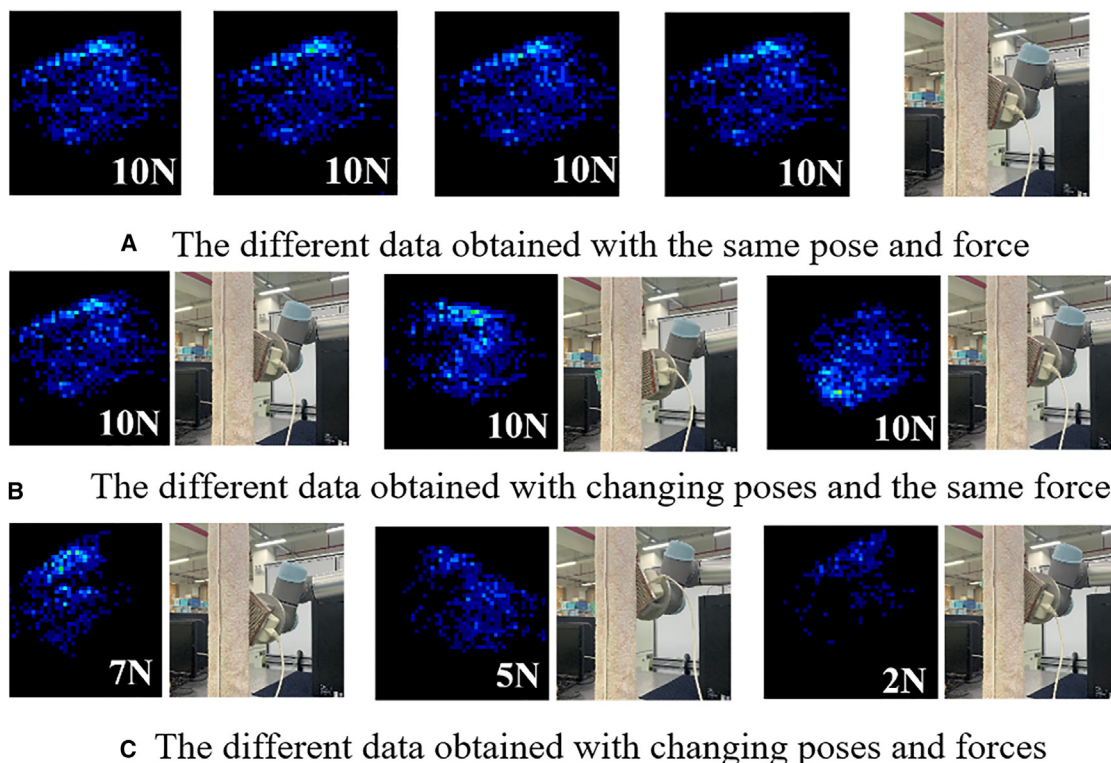 10N 10N 10N 10N
A The different data obtained with the same pose and force
10N 10N 10N
B The different data obtained with changing poses and the same force
7N 5N 2N
C The different data obtained with changing poses and forces